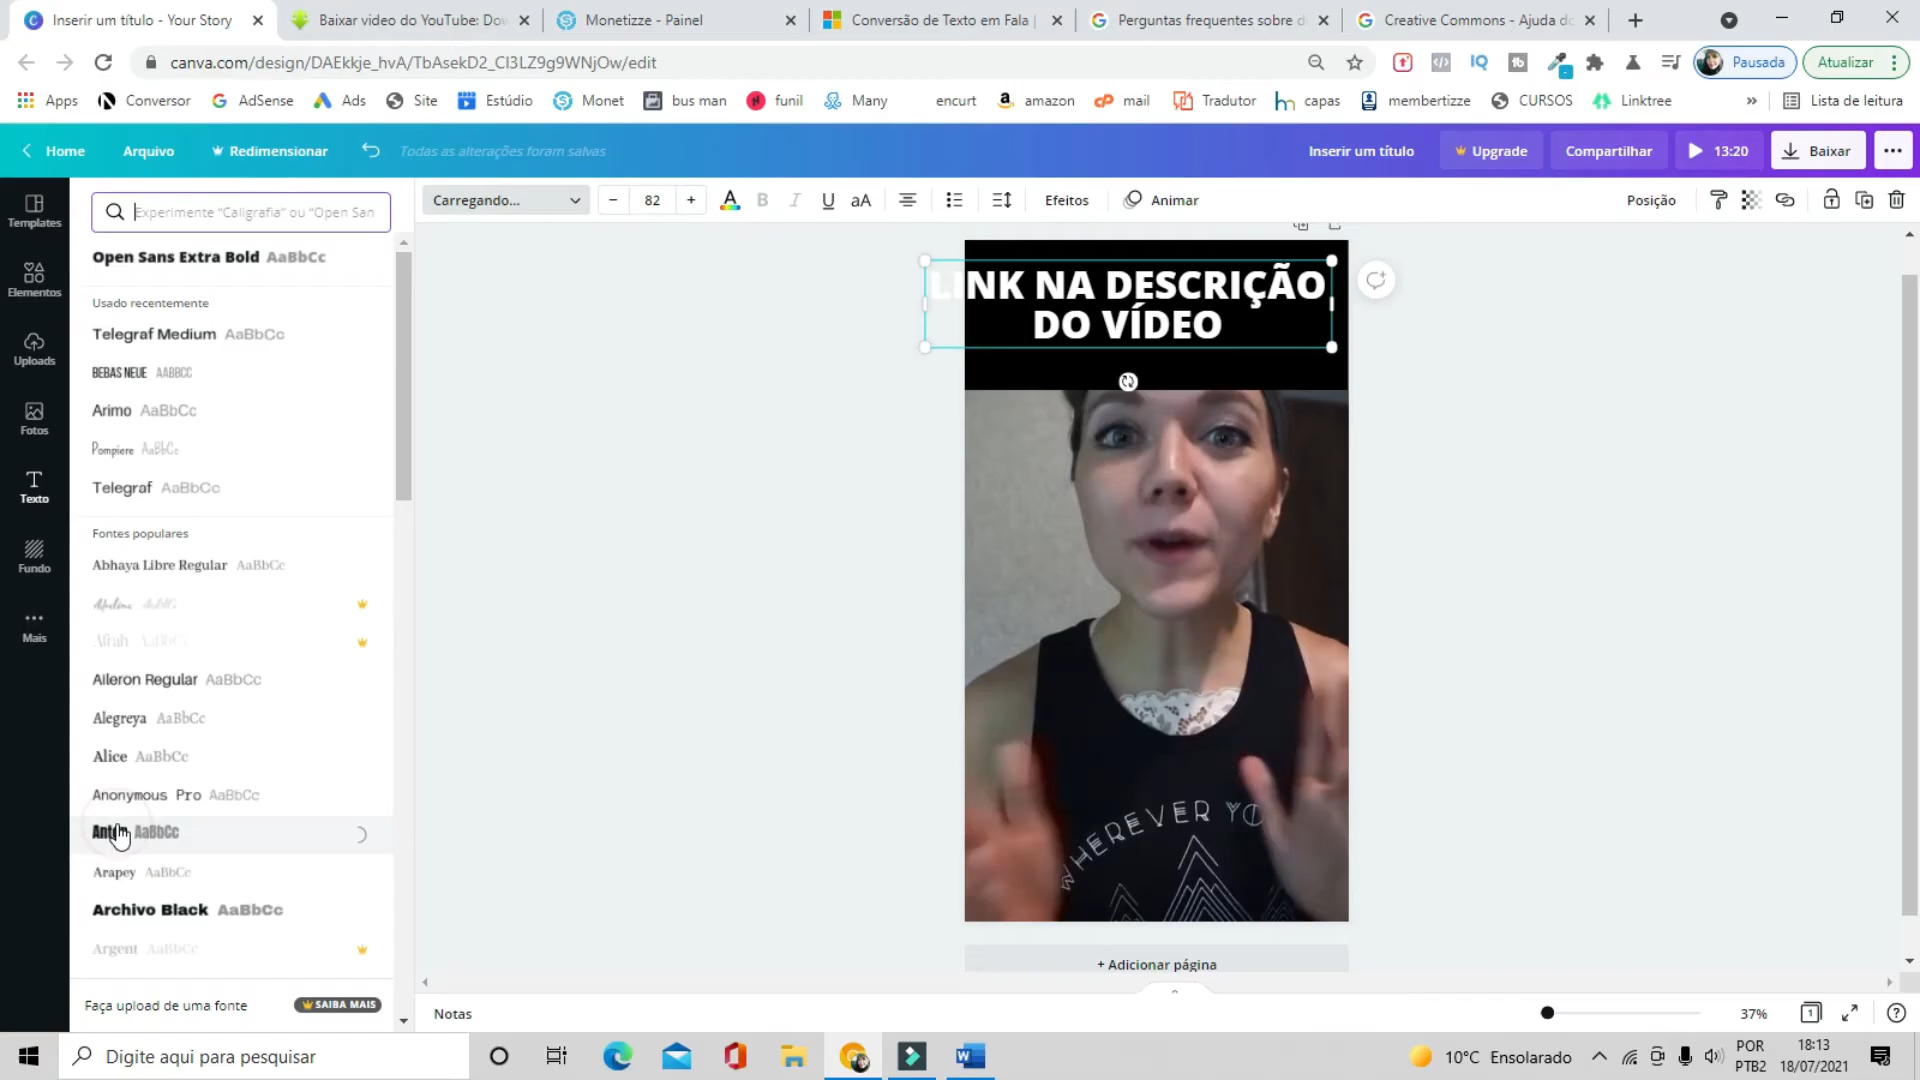 Inserir um título - Your Story
Baixar video do YouTube: Dow
Monetizze - Painel
Conversão de Texto em Fala |
Perguntas frequentes sobre d
Creative Commons - Ajuda do
canva.com/design/DAEkkje_hvA/TbAsekD2_CI3LZ9g9WNjOw/edit
IQ
Pausada
Atualizar
Apps
Conversor
AdSense
Ads
Site
Estúdio
Monet
bus man
funil
Many
encurt
amazon
mail
Tradutor
capas
membertizze
CURSOS
Linktree
»
Lista de leitura
Home
Arquivo
Redimensionar
Todas as alterações foram salvas
Inserir um título
Upgrade
Compartilhar
13:20
Baixar
Templates
Elementos
Uploads
Fotos
Texto
Fundo
Mais
Experimente “Caligrafia” ou “Open San
Open Sans Extra Bold AaBbCc
Usado recentemente
Telegraf Medium AaBbCc
BEBAS NEUE AABBCC
Arimo AaBbCc
Pompiere AaBbCc
Telegraf AaBbCc
Fontes populares
Abhaya Libre Regular AaBbCc
Aileron Regular AaBbCc
Alegreya AaBbCc
Alice AaBbCc
Anonymous Pro AaBbCc
AaBbCc
Arapey AaBbCc
Archivo Black AaBbCc
Argent AaBbCc
Faça upload de uma fonte
SAIBA MAIS
Carregando...
− 82 +
A B I U aA
Efeitos
Animar
Posição
LINK NA DESCRIÇÃO
DO VÍDEO
WHEREVER YO
+ Adicionar página
Notas
37%
1
Digite aqui para pesquisar
10°C Ensolarado
POR
PTB2
18:13
18/07/2021